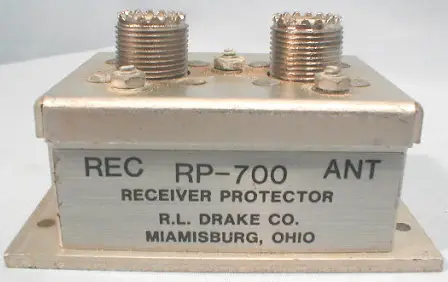 REC RP-700 ANT
RECEIVER PROTECTOR
R.L. DRAKE CO.
MIAMISBURG, OHIO